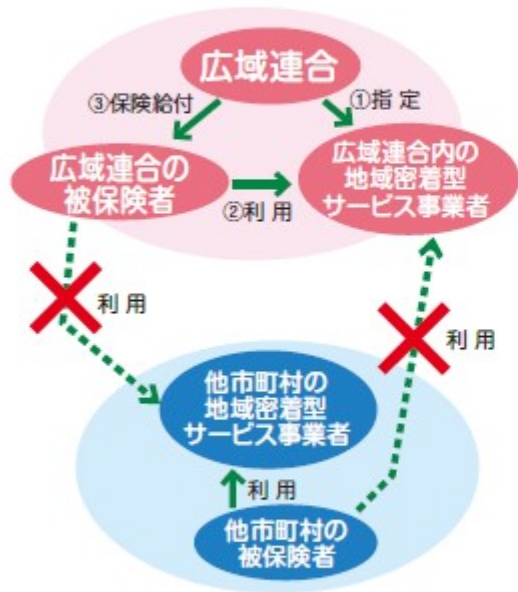 広域連合
③保険給付
①指 定
広域連合の
被保険者
②利 用
広域連合内の
地域密着型
サービス事業者
利 用
利 用
他市町村の
地域密着型
サービス事業者
利 用
他市町村の
被保険者